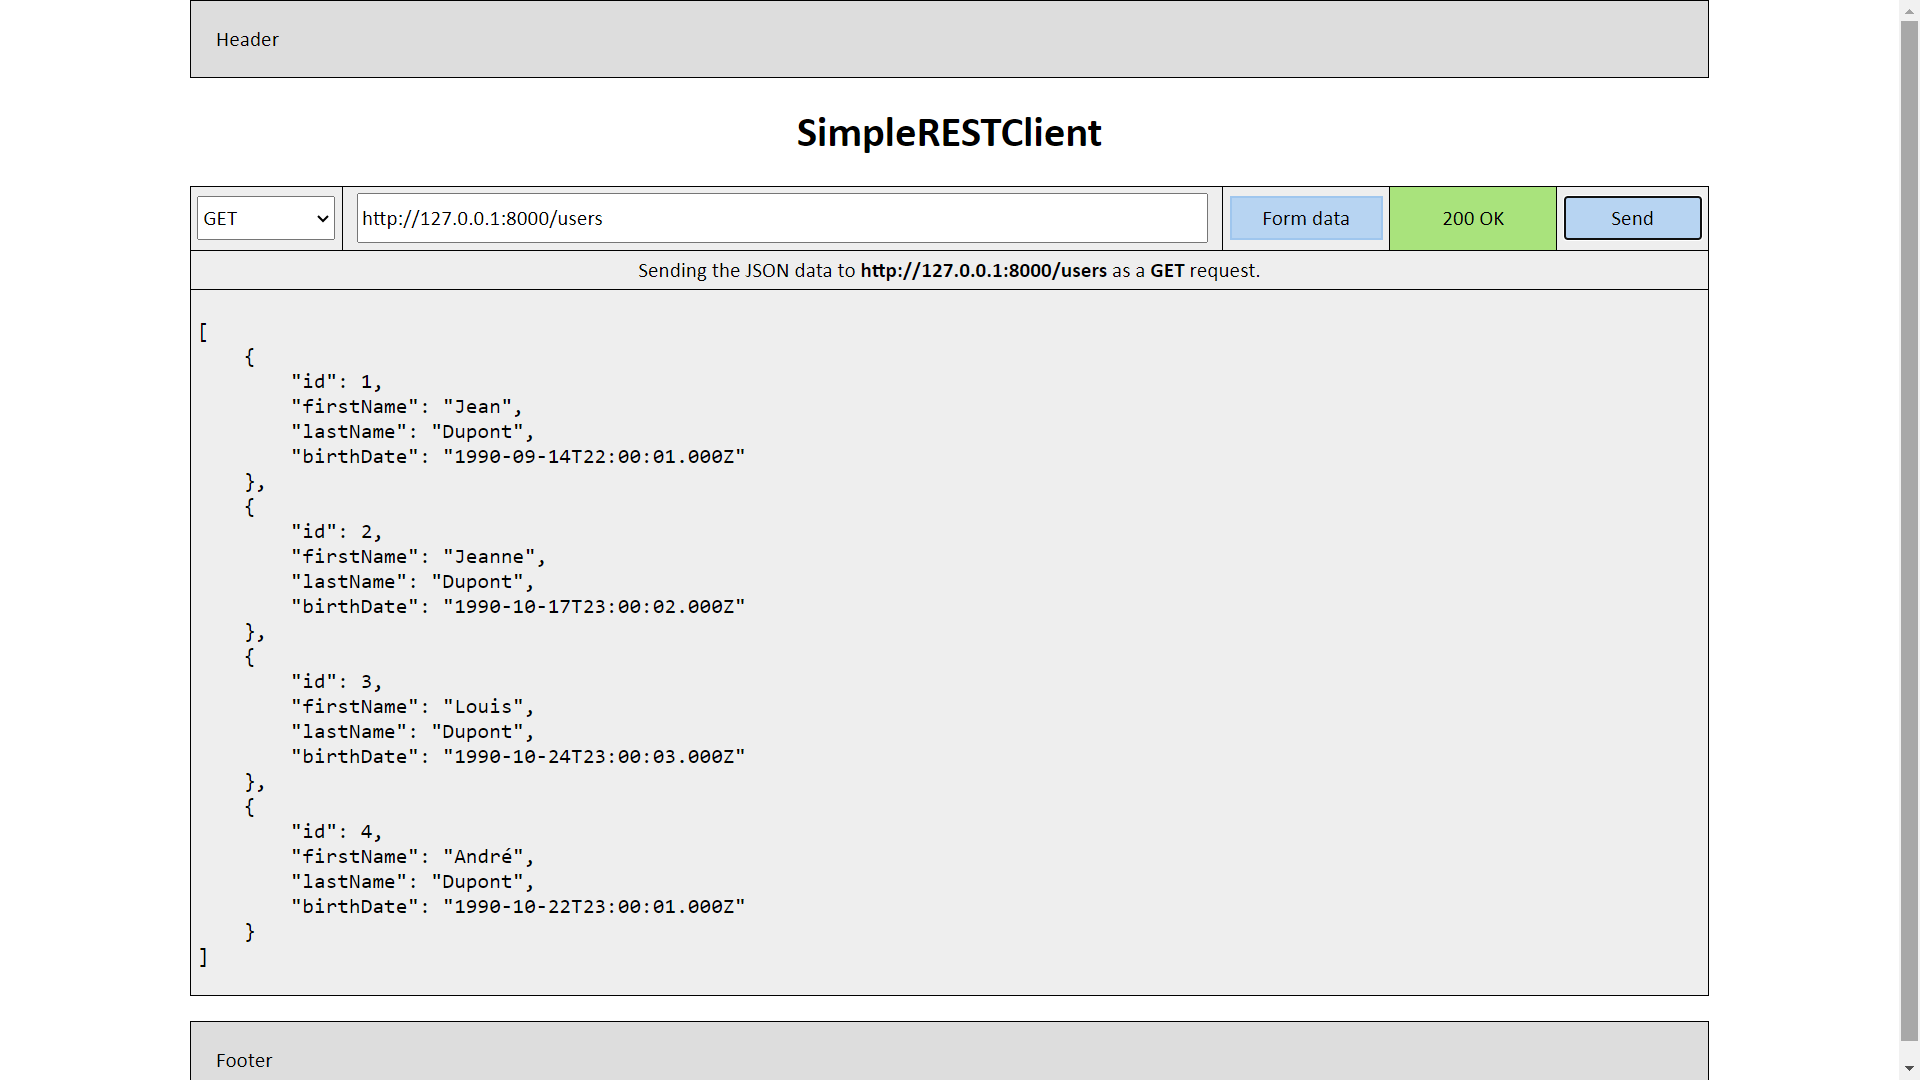 Header
SimpleRESTClient
GET http://127.0.0.1:8000/users Form data 200 OK Send
Sending the JSON data to http://127.0.0.1:8000/users as a GET request.
[
    {
        "id": 1,
        "firstName": "Jean",
        "lastName": "Dupont",
        "birthDate": "1990-09-14T22:00:01.000Z"
    },
    {
        "id": 2,
        "firstName": "Jeanne",
        "lastName": "Dupont",
        "birthDate": "1990-10-17T23:00:02.000Z"
    },
    {
        "id": 3,
        "firstName": "Louis",
        "lastName": "Dupont",
        "birthDate": "1990-10-24T23:00:03.000Z"
    },
    {
        "id": 4,
        "firstName": "André",
        "lastName": "Dupont",
        "birthDate": "1990-10-22T23:00:01.000Z"
    }
]
Footer